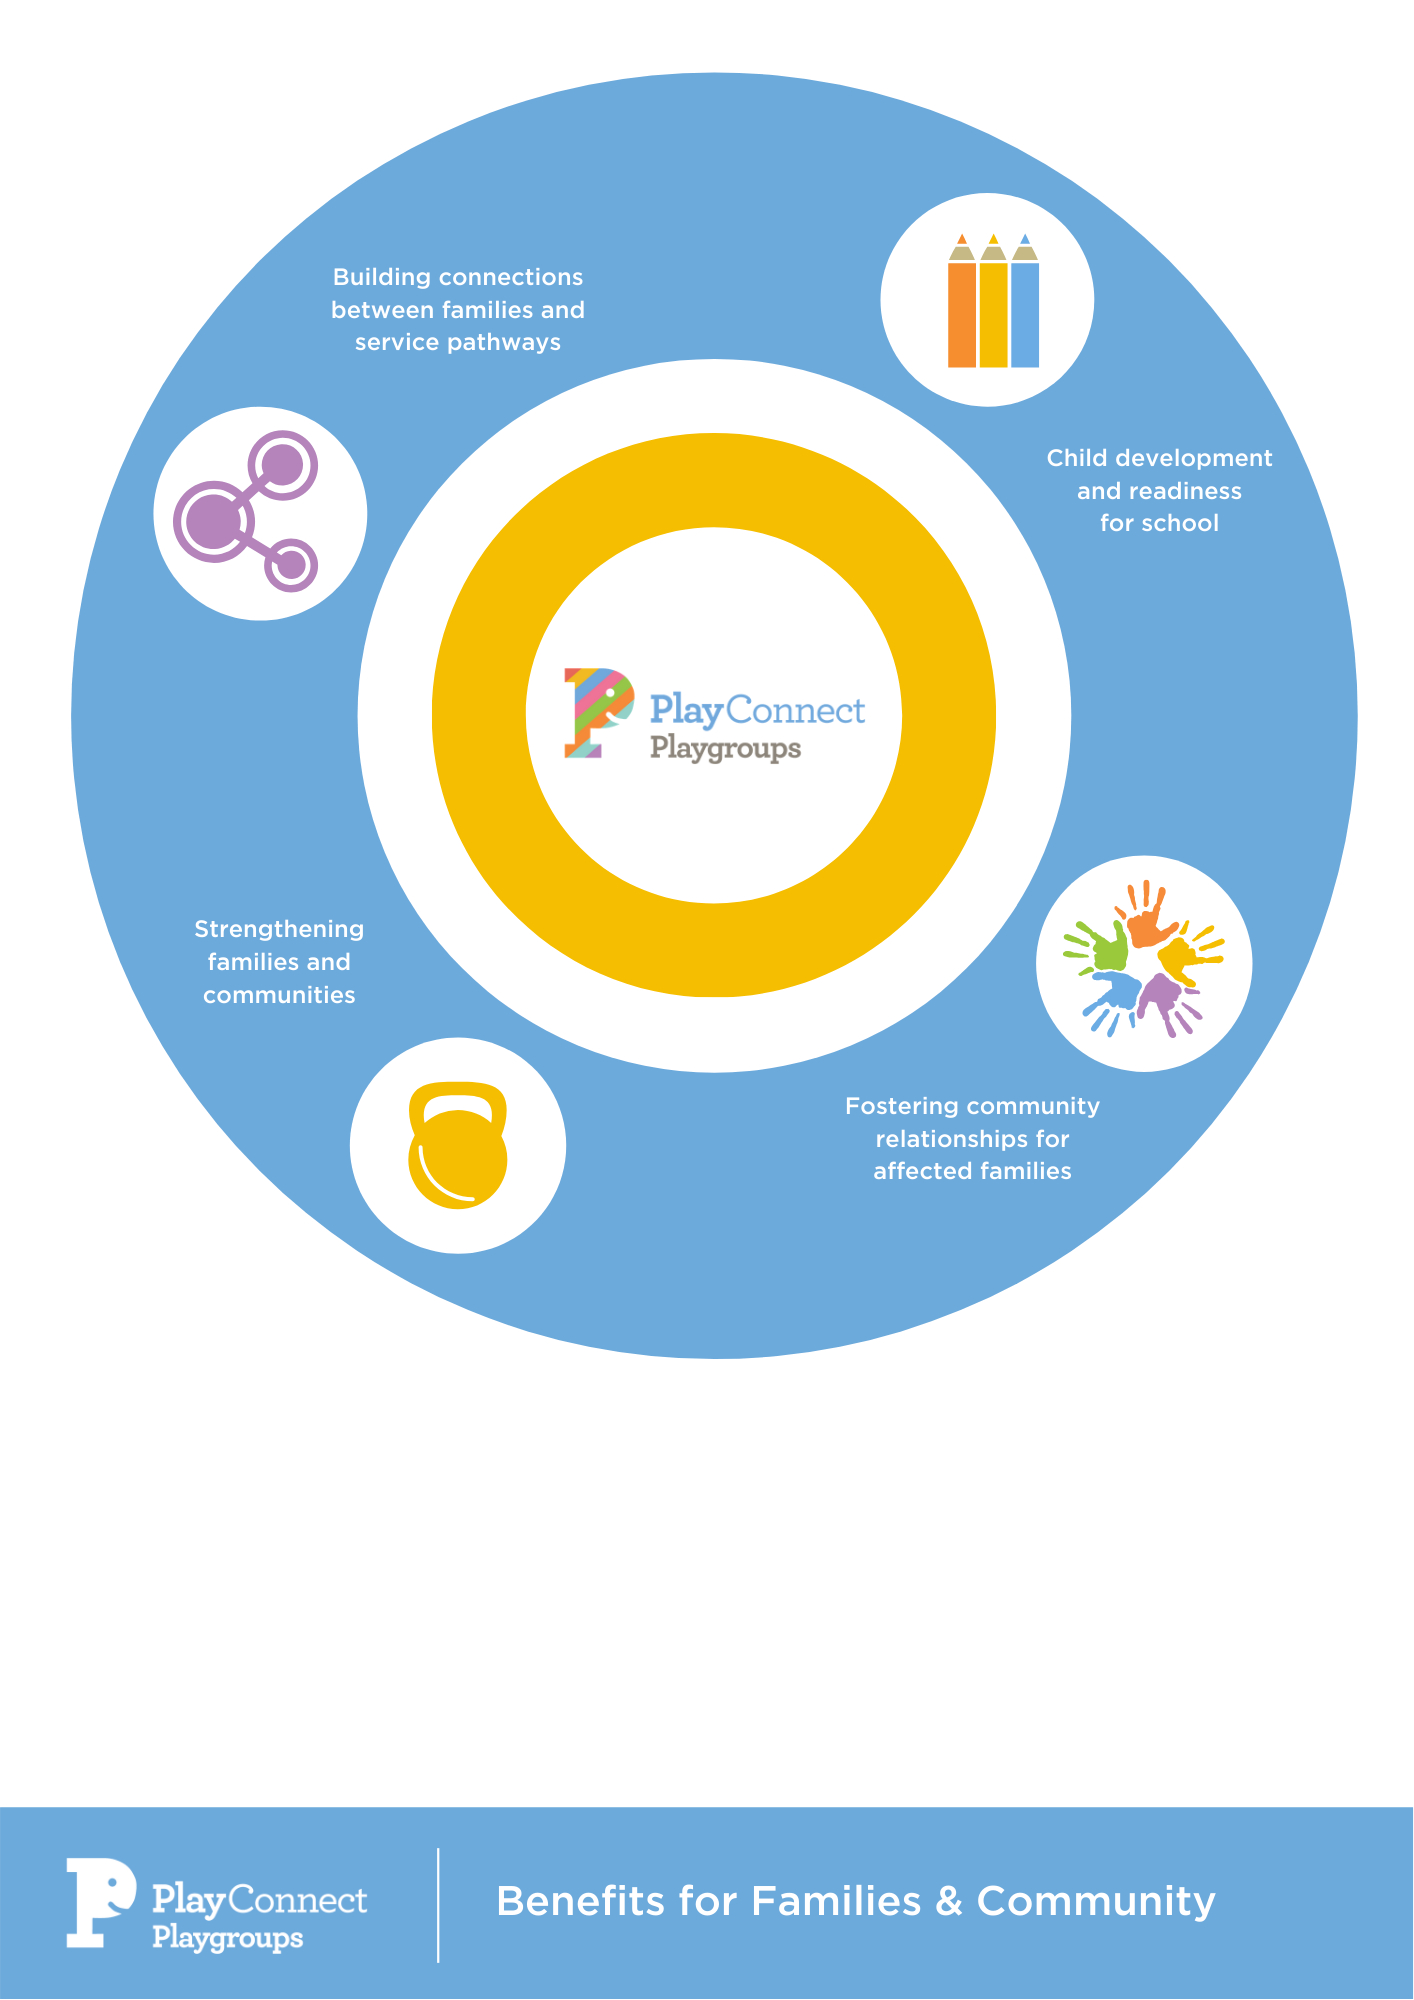 Building connections
between families and
service pathways
Child development
and readiness
for school
PlayConnect
Playgroups
Strengthening
families and
communities
Fostering community
relationships for
affected families
PlayConnect
Playgroups
Benefits for Families & Community